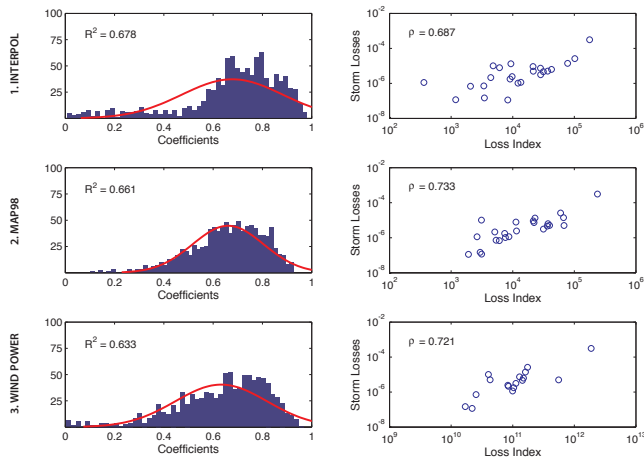 1. INTERPOL
R² = 0.678
100
75
50
25
0 0.2 0.4 0.6 0.8 1
Coefficients
ρ = 0.687
Storm Losses
10⁻² 10⁻⁴ 10⁻⁶ 10⁻⁸
10² 10³ 10⁴ 10⁵ 10⁶
Loss Index
2. MAP98
R² = 0.661
100
75
50
25
0 0.2 0.4 0.6 0.8 1
Coefficients
ρ = 0.733
Storm Losses
10⁻² 10⁻⁴ 10⁻⁶ 10⁻⁸
10¹ 10² 10³ 10⁴ 10⁵ 10⁶
Loss Index
3. WIND POWER
R² = 0.633
100
75
50
25
0 0.2 0.4 0.6 0.8 1
Coefficients
ρ = 0.721
Storm Losses
10⁻² 10⁻⁴ 10⁻⁶ 10⁻⁸
10⁹ 10¹⁰ 10¹¹ 10¹² 10¹³
Loss Index